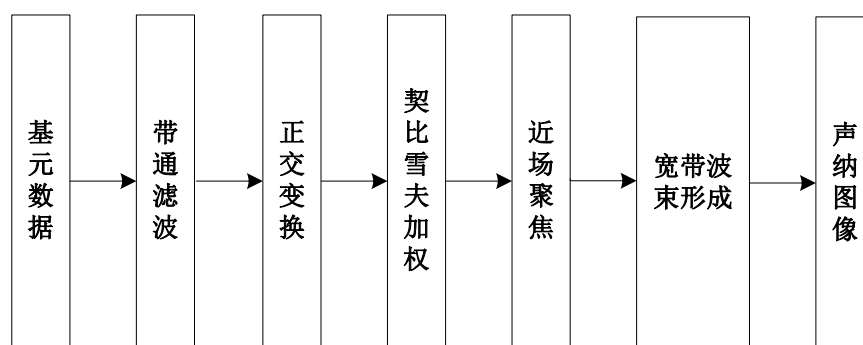 基元数据
带通滤波
正交变换
契比雪夫加权
近场聚焦
宽带波
束形成
声纳图像